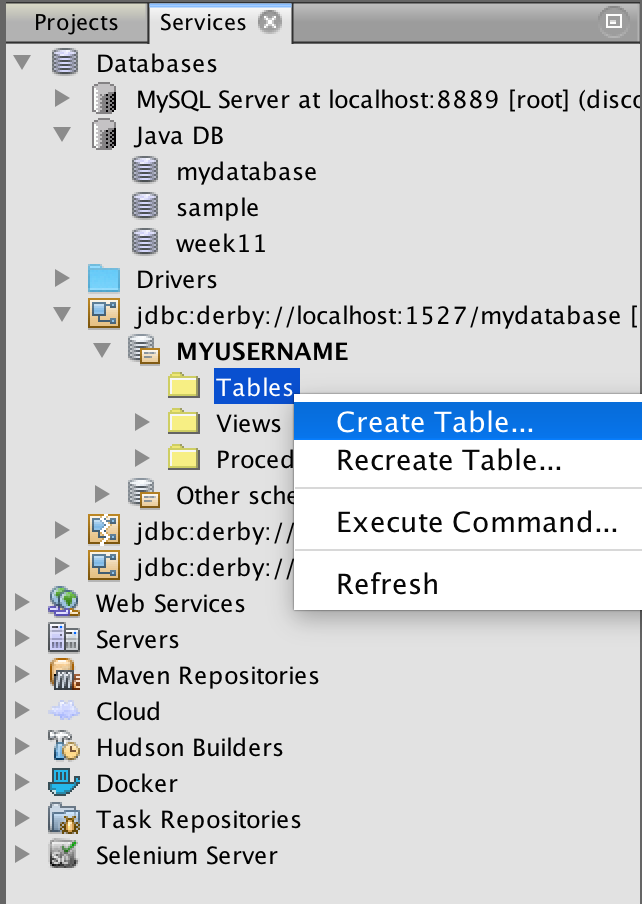 Projects
Services
Databases
MySQL Server at localhost:8889 [root] (disco
Java DB
mydatabase
sample
week11
Drivers
jdbc:derby://localhost:1527/mydatabase [
MYUSERNAME
Tables
Views
Proced
Other sche
jdbc:derby://
jdbc:derby://
Create Table...
Recreate Table...
Execute Command...
Refresh
Web Services
Servers
Maven Repositories
Cloud
Hudson Builders
Docker
Task Repositories
Selenium Server